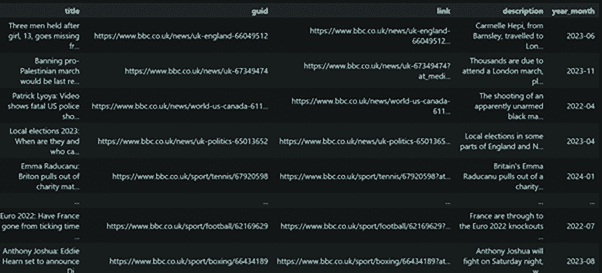 title guid link description year_month
Three men held after
girl, 13, goes missing
fr...
https://www.bbc.co.uk/news/uk-england-66049512
https://www.bbc.co.uk/news/uk-england-
66049512...
Carmelle Hepi, from
Barnsley, travelled to
Lon...
2023-06
Banning pro-
Palestinian march
would be last re...
https://www.bbc.co.uk/news/uk-67349474
https://www.bbc.co.uk/news/uk-67349474?
at_medi...
Thousands are due to
attend a London march,
pl...
2023-11
Patrick Lyoya: Video
shows fatal US police
sho...
https://www.bbc.co.uk/news/world-us-canada-611...
https://www.bbc.co.uk/news/world-us-canada-
611...
The shooting of an
apparently unarmed
black ma...
2022-04
Local elections 2023:
When are they and
who ca...
https://www.bbc.co.uk/news/uk-politics-65013652
https://www.bbc.co.uk/news/uk-politics-6501365...
Local elections in some
parts of England and N...
2023-04
Emma Raducanu:
Briton pulls out of
charity mat...
https://www.bbc.co.uk/sport/tennis/67920598
https://www.bbc.co.uk/sport/tennis/67920598?at...
Britain's Emma
Raducanu pulls out of a
charity...
2024-01
... ... ... ... ...
Euro 2022: Have France
gone from ticking time
...
https://www.bbc.co.uk/sport/football/62169629
https://www.bbc.co.uk/sport/football/62169629?...
France are through to
the Euro 2022 knockouts
...
2022-07
Anthony Joshua: Eddie
Hearn set to announce
Di...
https://www.bbc.co.uk/sport/boxing/66434189
https://www.bbc.co.uk/sport/boxing/66434189?at...
Anthony Joshua will
fight on Saturday night,
w...
2023-08